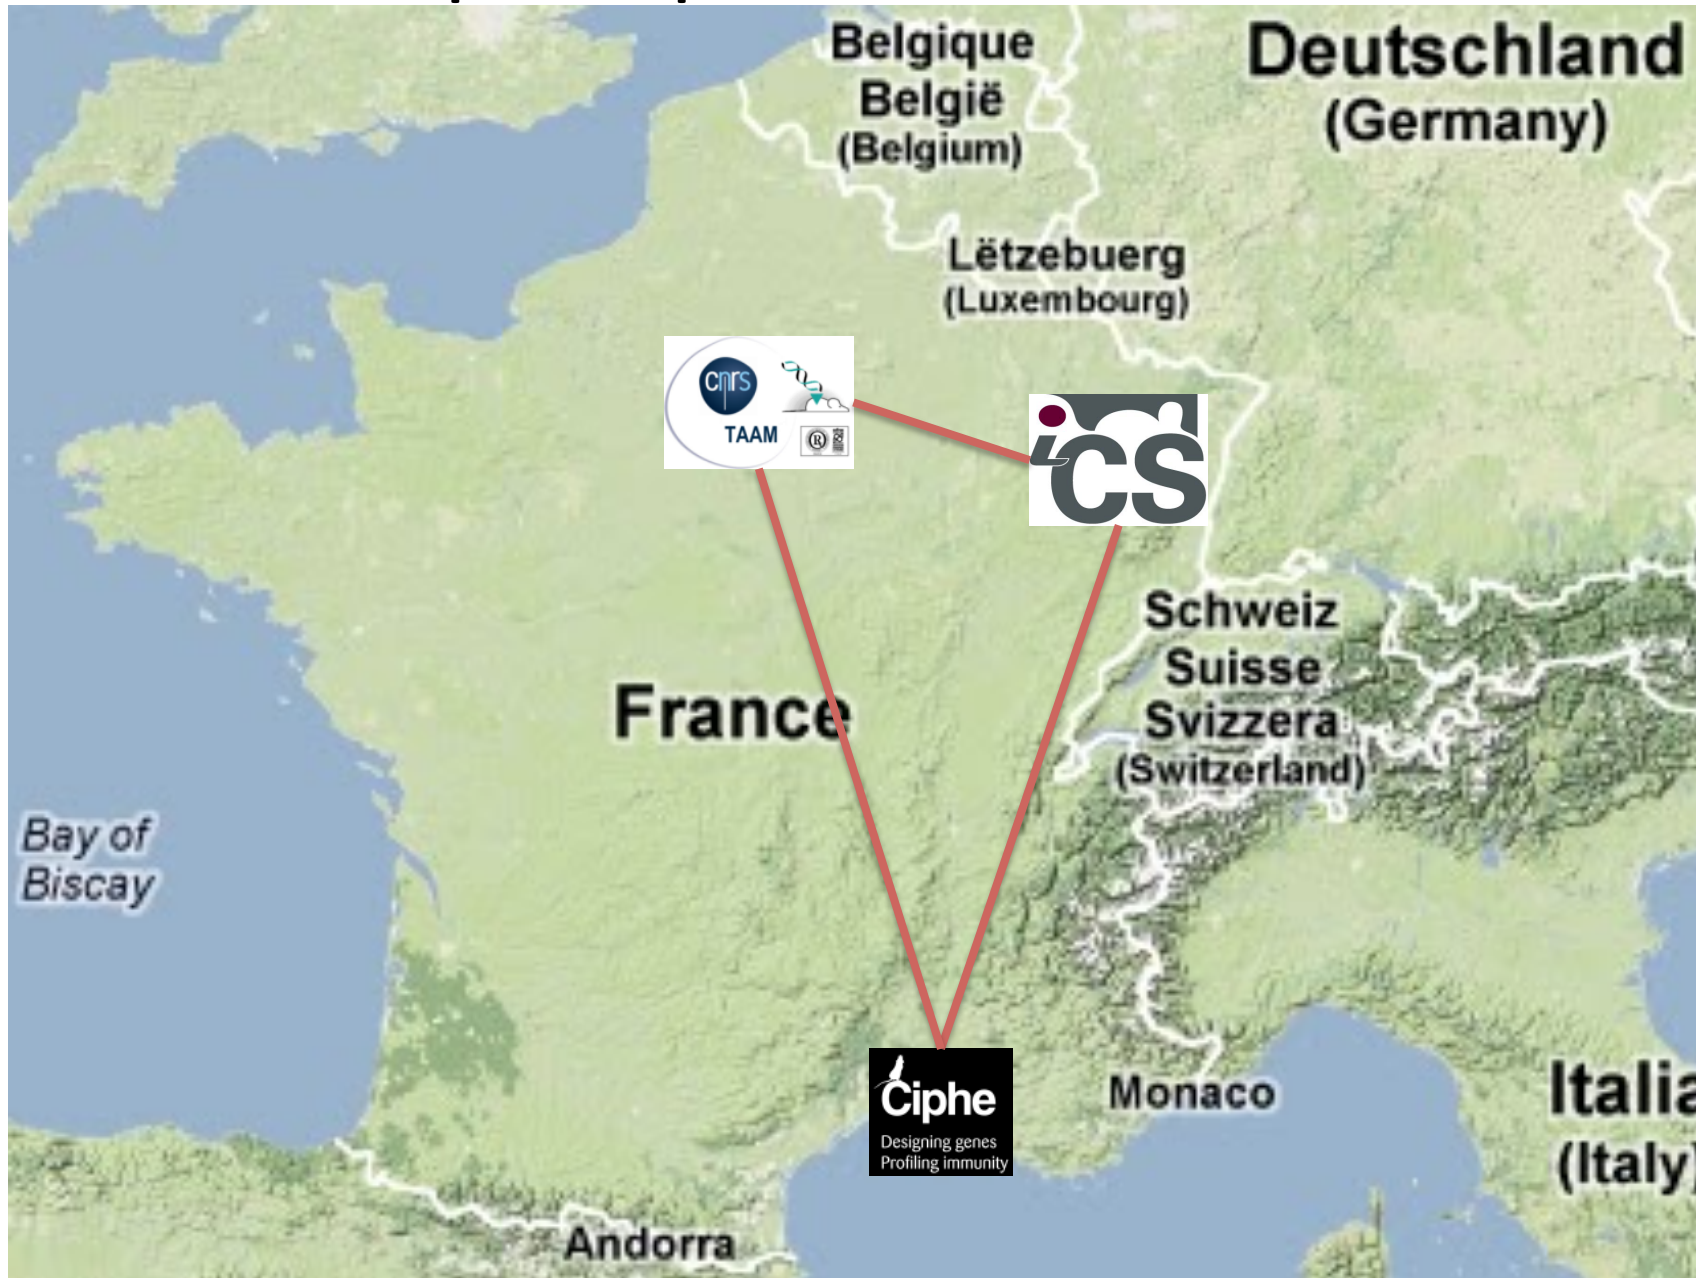 Belgique
België
(Belgium)
Deutschland
(Germany)
Lëtzebuerg
(Luxembourg)
cnrs
TAAM
R
iCS
Schweiz
Suisse
Svizzera
(Switzerland)
France
Bay of
Biscay
Ciphe
Designing genes
Profiling immunity
Monaco
Italia
(Italy)
Andorra